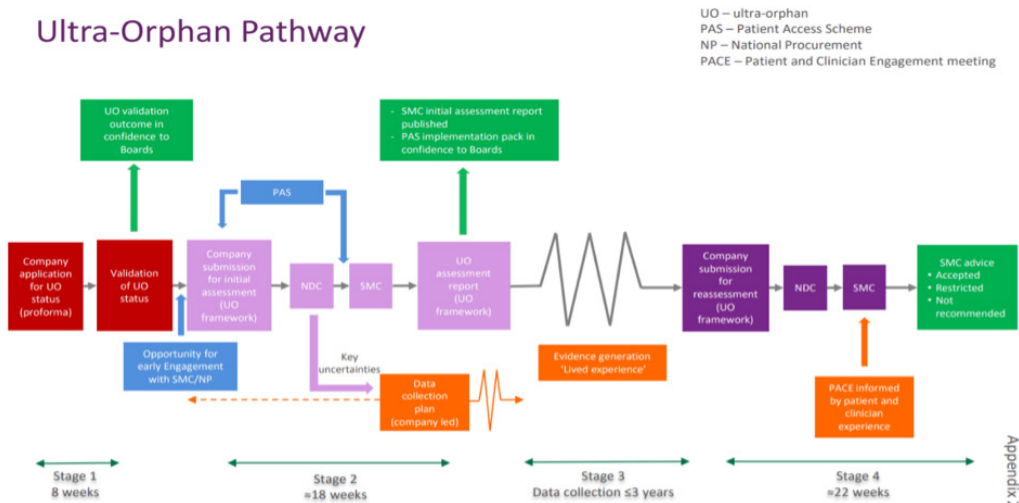 Ultra-Orphan Pathway
UO – ultra-orphan
PAS – Patient Access Scheme
NP – National Procurement
PACE – Patient and Clinician Engagement meeting
UO validation
outcome in
confidence to
Boards
- SMC initial assessment report
published
- PAS implementation pack in
confidence to Boards
PAS
Company
application
for UO
status
(proforma)
Validation
of UO
status
Company
submission
for initial
assessment
(UO
framework)
NDC
SMC
UO
assessment
report (UO
framework)
Company
submission
for
reassessment
(UO
framework)
NDC
SMC
SMC advice
• Accepted
• Restricted
• Not
recommended
Opportunity for
early Engagement
with SMC/NP
Key
uncertainties
Data
collection
plan
(company led)
Evidence generation
'Lived experience'
PACE informed
by patient and
clinician
experience
Stage 1
8 weeks
Stage 2
≈18 weeks
Stage 3
Data collection ≤3 years
Stage 4
≈22 weeks